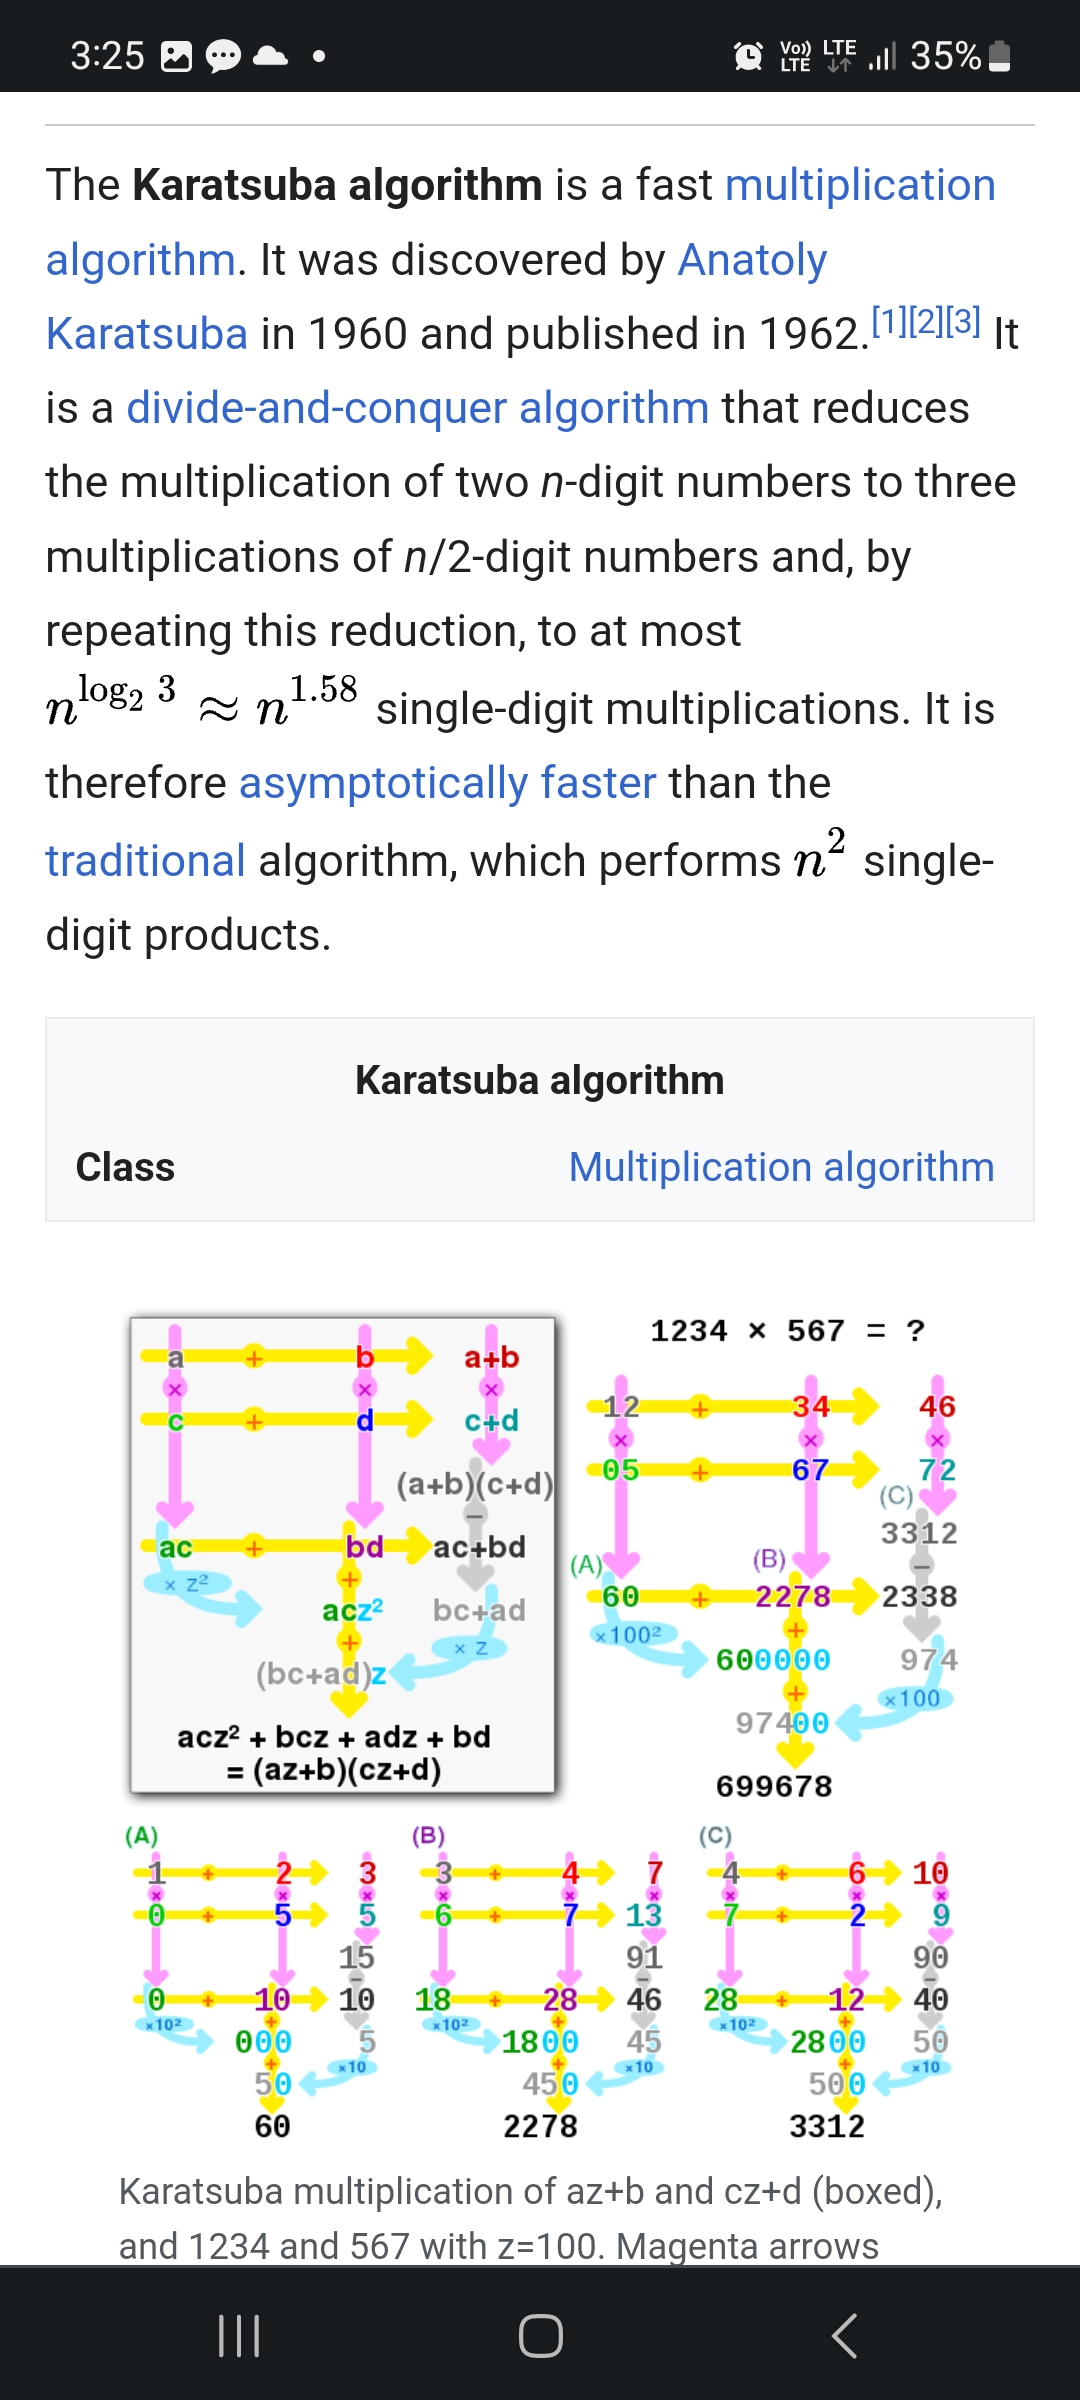 3:25
Vo)) LTE LTE 35%
The Karatsuba algorithm is a fast multiplication
algorithm. It was discovered by Anatoly
Karatsuba in 1960 and published in 1962.[1][2][3] It
is a divide-and-conquer algorithm that reduces
the multiplication of two n-digit numbers to three
multiplications of n/2-digit numbers and, by
repeating this reduction, to at most
n^log₂ 3 ≈ n^1.58 single-digit multiplications. It is
therefore asymptotically faster than the
traditional algorithm, which performs n² single-
digit products.
Karatsuba algorithm
Class Multiplication algorithm
a + b a+b
× × ×
c + d c+d
(a+b)(c+d)
−
ac + bd ac+bd
× z² +
acz² bc+ad
+ × z
(bc+ad)z
acz² + bcz + adz + bd
= (az+b)(cz+d)
1234 × 567 = ?
12 + 34 46
× × ×
05 + 67 72
(C)
3312
(A) (B) −
60 + 2278 2338
×100² +
600000 974
+ ×100
97400
699678
(A) (B) (C)
1 + 2 3 3 + 4 7 4 + 6 10
× × × × × × × × ×
0 + 5 5 6 + 7 13 7 + 2 9
15 91 90
− − −
0 + 10 10 18 + 28 46 28 + 12 40
×10² + ×10² + ×10² +
000 5 1800 45 2800 50
+ ×10 + ×10 + ×10
50 450 500
60 2278 3312
Karatsuba multiplication of az+b and cz+d (boxed),
and 1234 and 567 with z=100. Magenta arrows